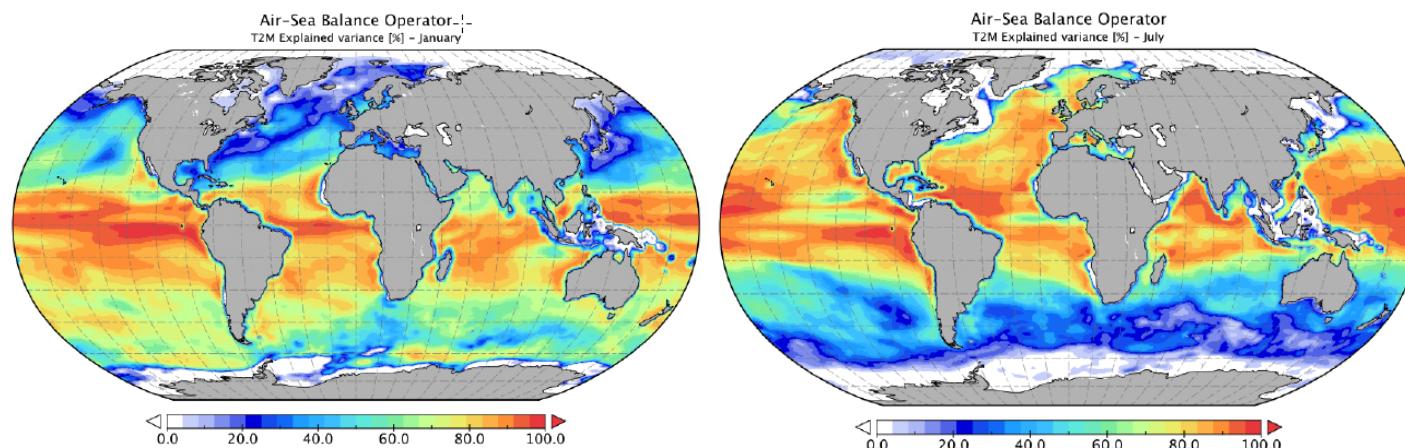 Air-Sea Balance Operator
T2M Explained variance [%] - January
0.0 20.0 40.0 60.0 80.0 100.0
Air-Sea Balance Operator
T2M Explained variance [%] - July
0.0 20.0 40.0 60.0 80.0 100.0